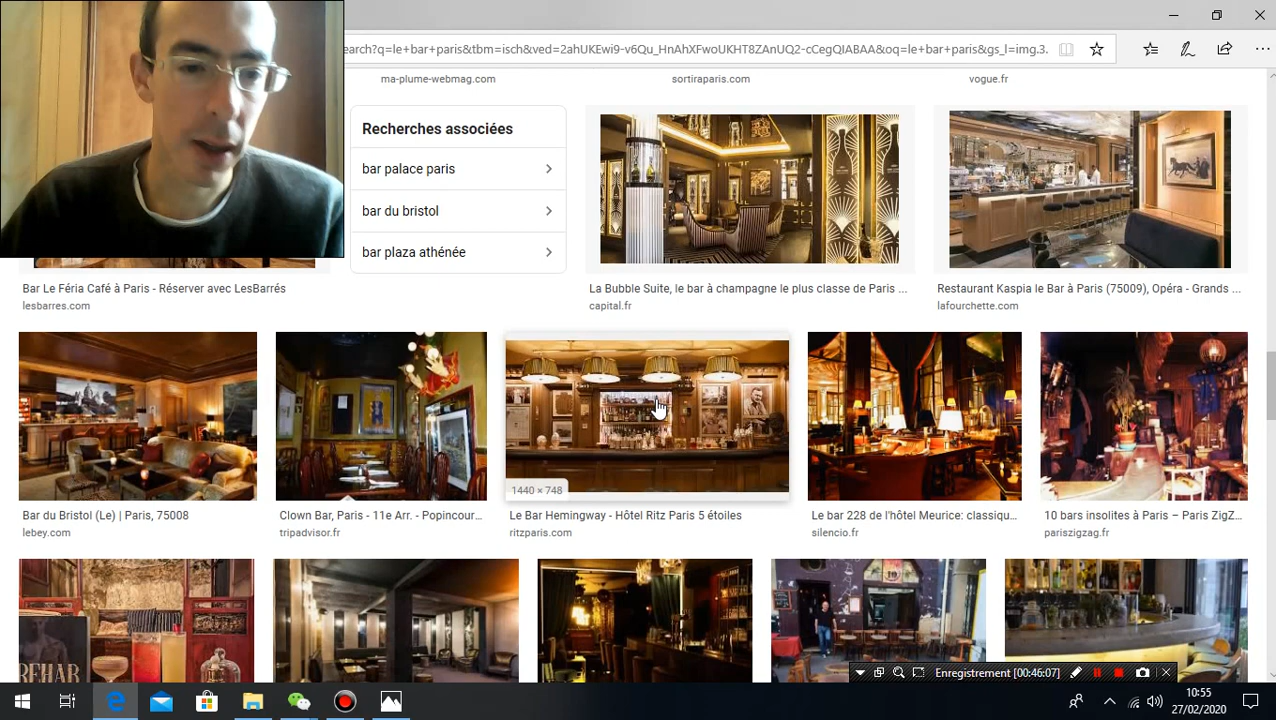 search?q=le+bar+paris&tbm=isch&ved=2ahUKEwi9-v6Qu_HnAhXFwoUKHT8ZAnUQ2-cCegQIABAA&oq=le+bar+paris&gs_l=img.3.
ma-plume-webmag.com
sortiraparis.com
vogue.fr
Recherches associées
bar palace paris
bar du bristol
bar plaza athénée
Bar Le Féria Café à Paris - Réserver avec LesBarrés
lesbarres.com
La Bubble Suite, le bar à champagne le plus classe de Paris ...
capital.fr
Restaurant Kaspia le Bar à Paris (75009), Opéra - Grands ...
lafourchette.com
1440 × 748
Bar du Bristol (Le) | Paris, 75008
lebey.com
Clown Bar, Paris - 11e Arr. - Popincour...
tripadvisor.fr
Le Bar Hemingway - Hôtel Ritz Paris 5 étoiles
ritzparis.com
Le bar 228 de l'hôtel Meurice: classiqu...
silencio.fr
10 bars insolites à Paris – Paris ZigZ...
pariszigzag.fr
REHAB
Enregistrement [00:46:07]
10:55
27/02/2020